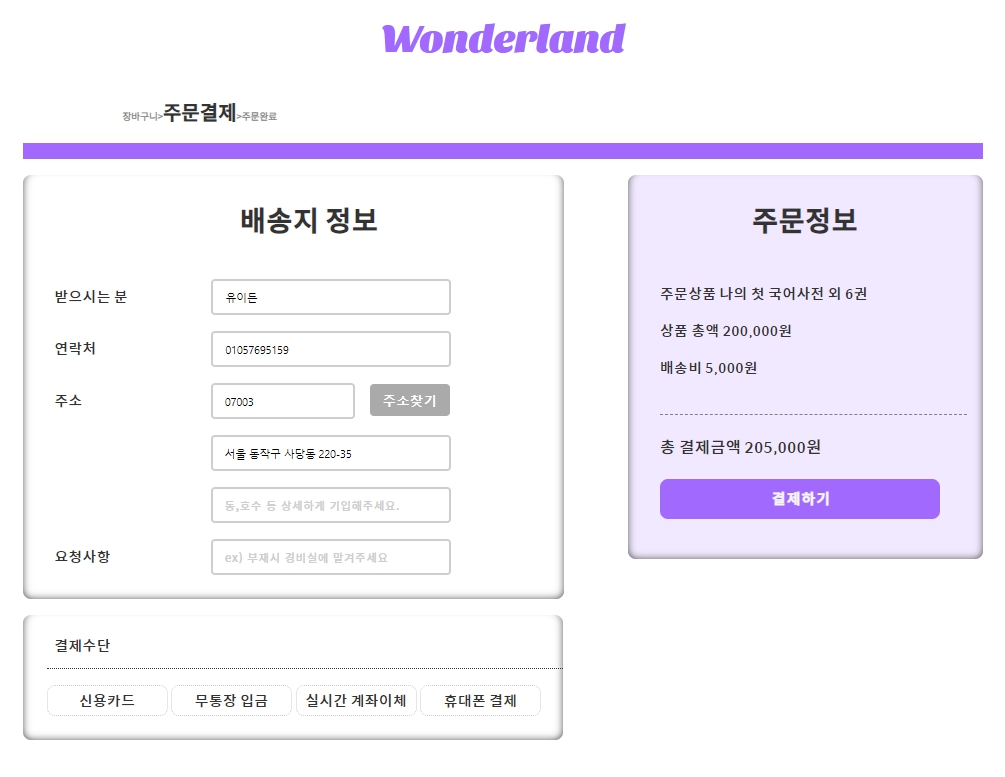 Wonderland
장바구니>주문결제>주문완료
배송지 정보
받으시는 분
유이든
연락처
01057695159
주소
07003
주소찾기
서울 동작구 사당동 220-35
동,호수 등 상세하게 기입해주세요.
요청사항
ex) 부재시 경비실에 맡겨주세요
결제수단
신용카드 무통장 입금 실시간 계좌이체 휴대폰 결제
주문정보
주문상품 나의 첫 국어사전 외 6권
상품 총액 200,000원
배송비 5,000원
총 결제금액 205,000원
결제하기